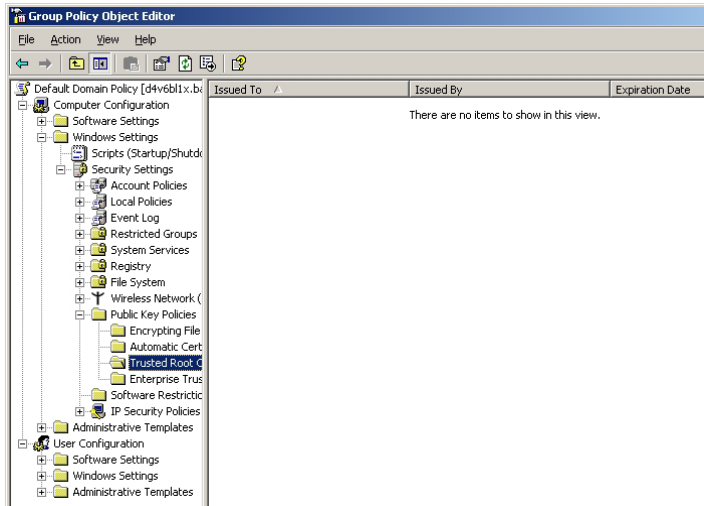 Group Policy Object Editor
File Action View Help
Default Domain Policy [d4v6bl1x.ba
Issued To Issued By Expiration Date
Computer Configuration
There are no items to show in this view.
Software Settings
Windows Settings
Scripts (Startup/Shutdo
Security Settings
Account Policies
Local Policies
Event Log
Restricted Groups
System Services
Registry
File System
Wireless Network (
Public Key Policies
Encrypting File
Automatic Cert
Trusted Root C
Enterprise Trus
Software Restrictio
IP Security Policies
Administrative Templates
User Configuration
Software Settings
Windows Settings
Administrative Templates